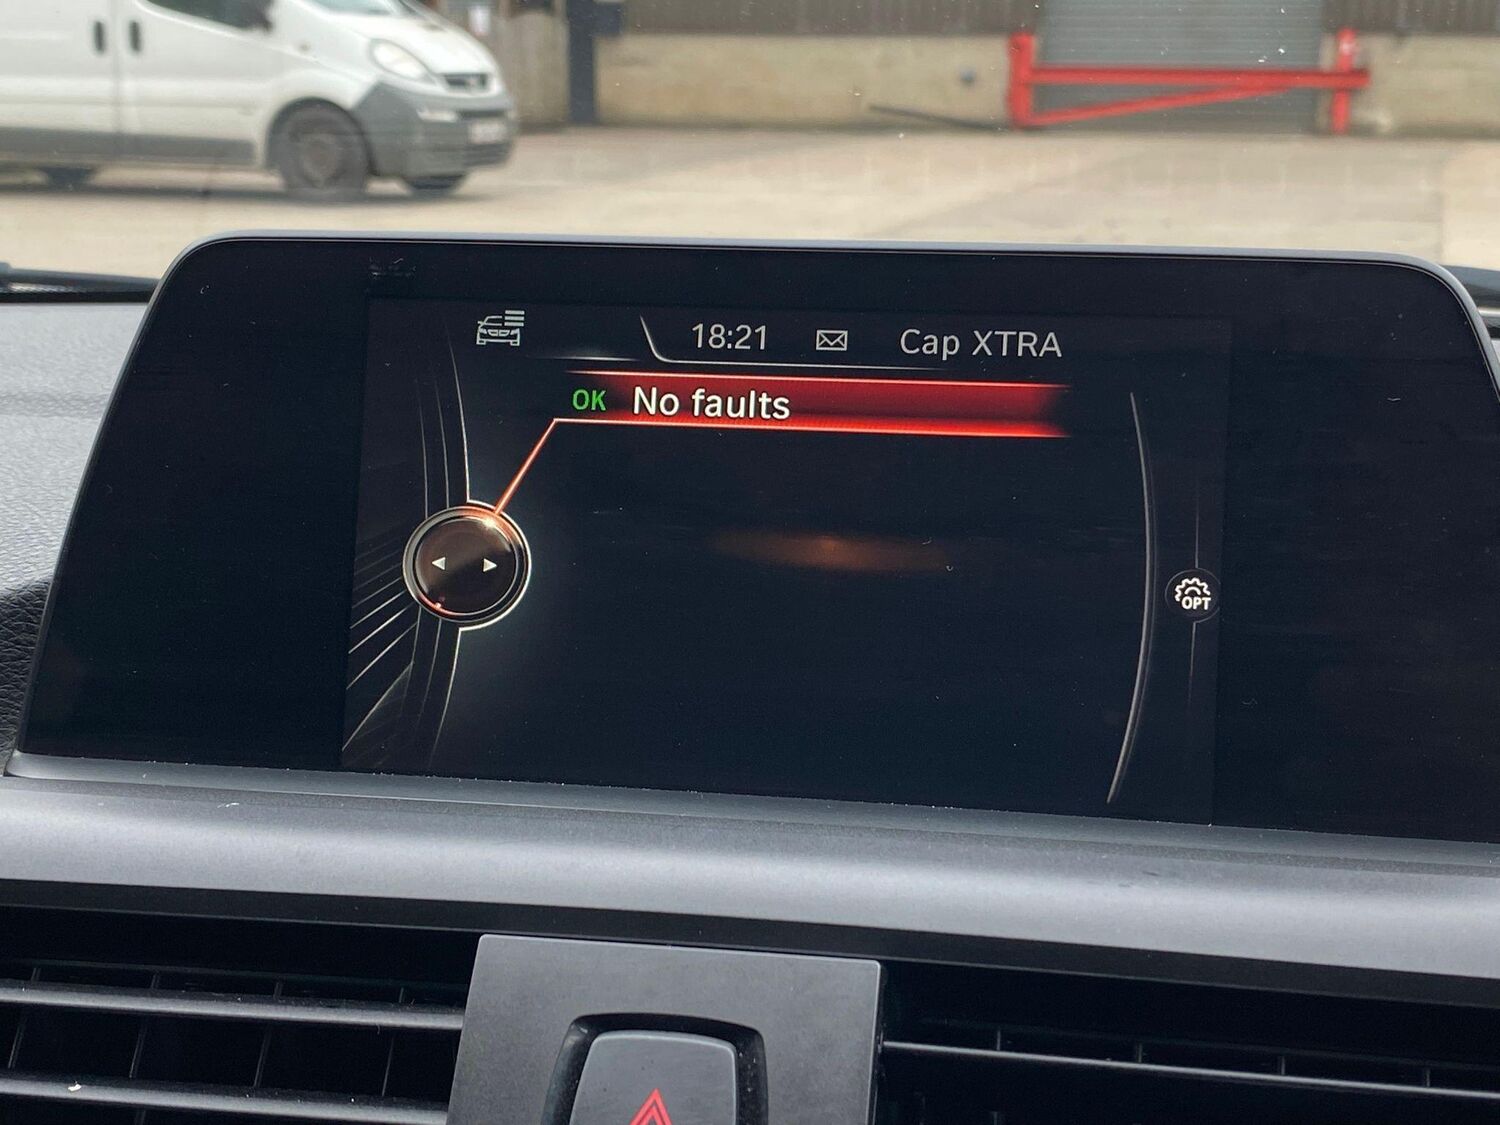 18:21 Cap XTRA
OK No faults
OPT